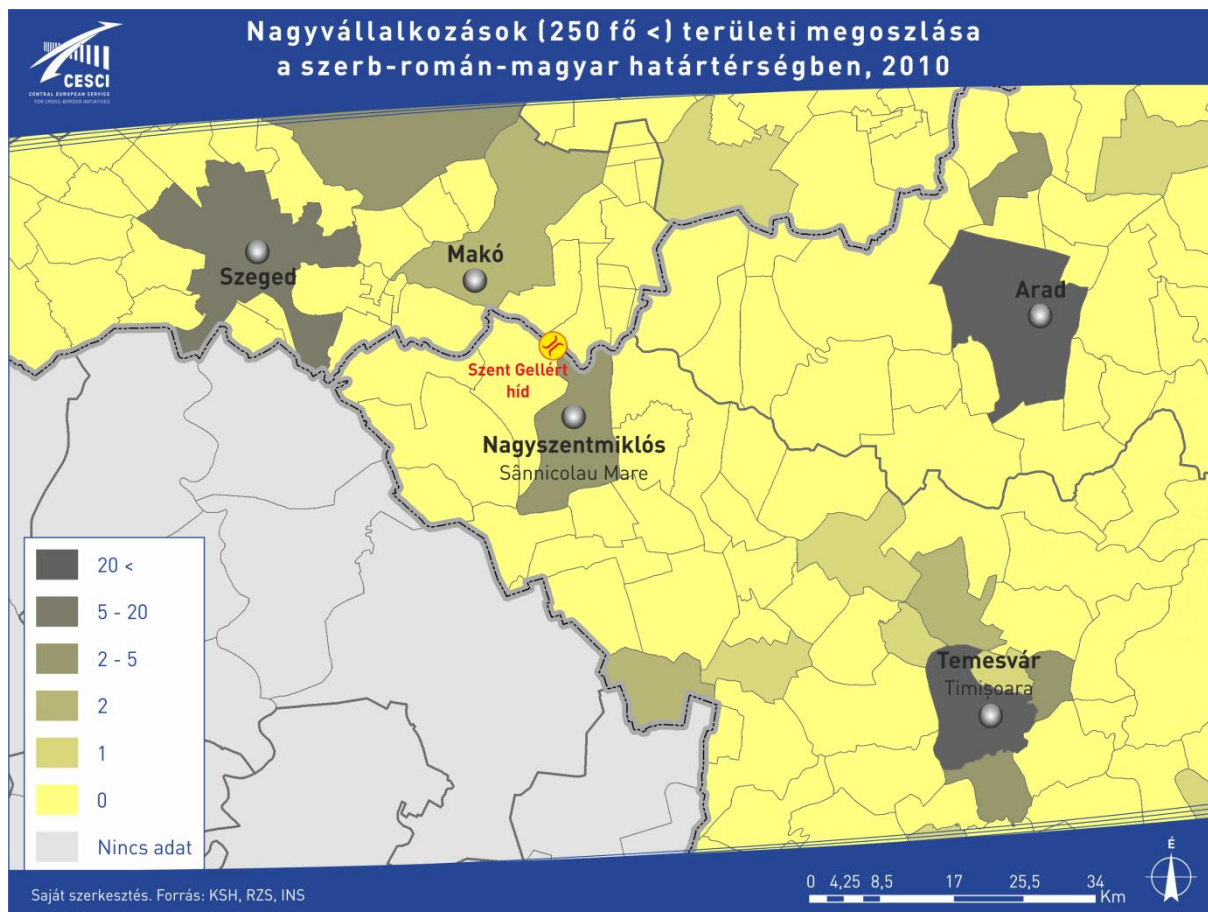 Nagyvállalkozások (250 fő <) területi megoszlása
a szerb-román-magyar határtérségben, 2010
CESCI
CENTRAL EUROPEAN SERVICE
FOR CROSS-BORDER INITIATIVES
Makó
Szeged
Arad
Szent Gellért
híd
Nagyszentmiklós
Sânnicolau Mare
Temesvár
Timișoara
20 <
5 - 20
2 - 5
2
1
0
Nincs adat
Saját szerkesztés. Forrás: KSH, RZS, INS
0 4,25 8,5 17 25,5 34
Km
É